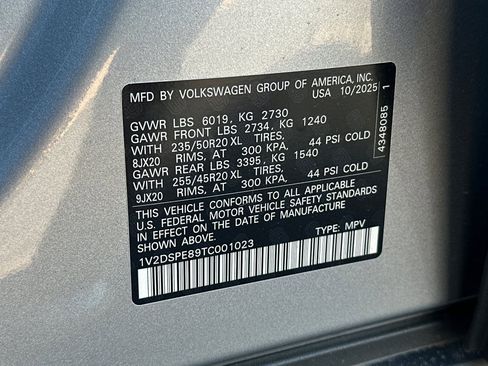 MFD BY VOLKSWAGEN GROUP OF AMERICA, INC.
USA 10/2025
GVWR LBS 6019, KG 2730
GAWR FRONT LBS 2734, KG 1240
WITH 235/50R20 XL TIRES,
8JX20 RIMS, AT 300 KPA. 44 PSI COLD
GAWR REAR LBS 3395, KG 1540
WITH 255/45R20 XL TIRES,
9JX20 RIMS, AT 300 KPA. 44 PSI COLD
THIS VEHICLE CONFORMS TO ALL APPLICABLE
U.S. FEDERAL MOTOR VEHICLE SAFETY STANDARDS
IN EFFECT ON THE DATE OF MANUFACTURE
SHOWN ABOVE.
1V2DSPE89TC001023 TYPE: MPV
4348085 1